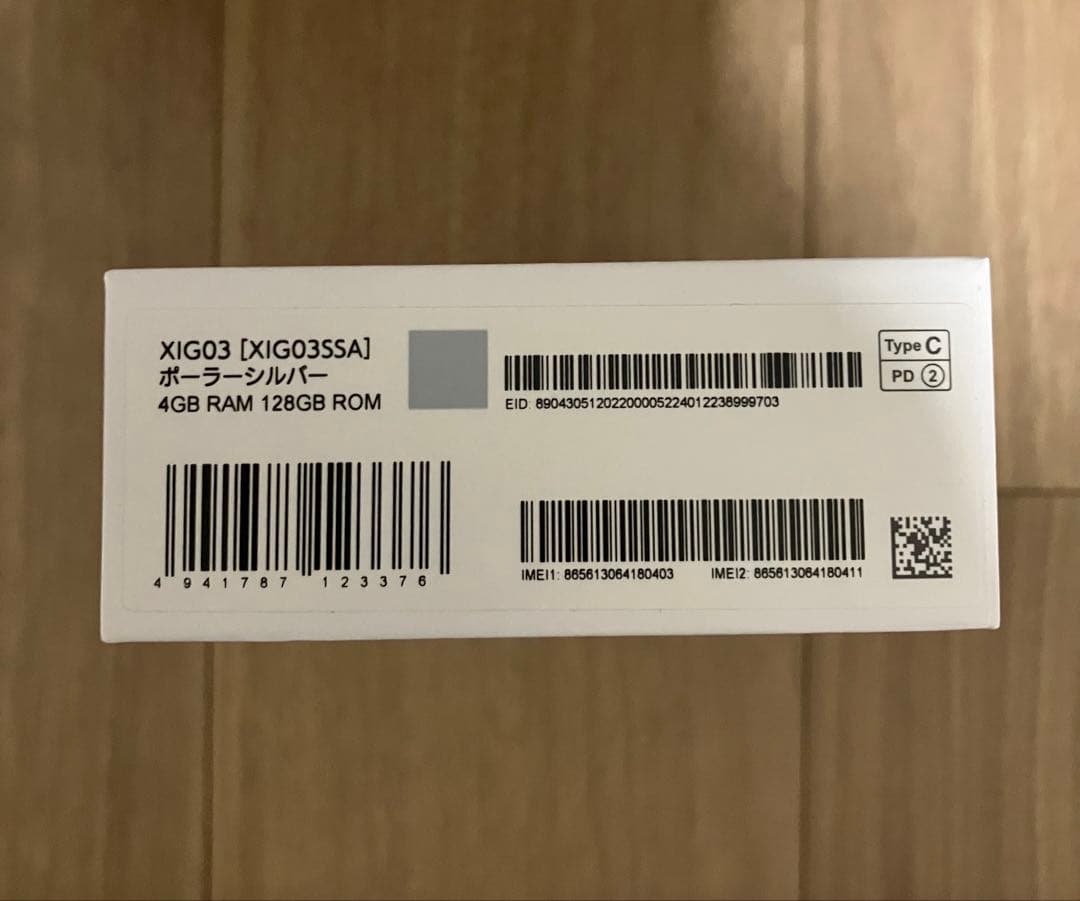 XIG03 [XIG03SSA]
ポーラーシルバー
4GB RAM 128GB ROM
EID: 89043051202200005224012238999703
Type C
PD 2
4 941787 123376
IMEI1: 865613064180403 IMEI2: 865613064180411